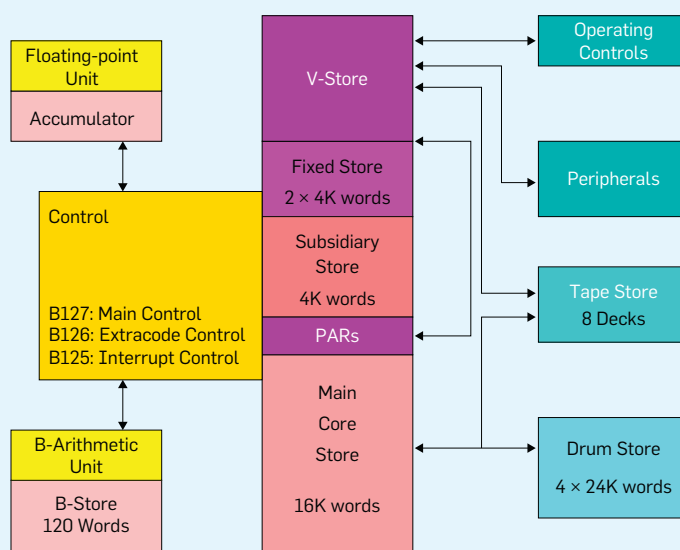 Floating-point
Unit
Accumulator
Control
B127: Main Control
B126: Extracode Control
B125: Interrupt Control
B-Arithmetic
Unit
B-Store
120 Words
V-Store
Fixed Store
2 × 4K words
Subsidiary
Store
4K words
PARs
Main
Core
Store
16K words
Operating
Controls
Peripherals
Tape Store
8 Decks
Drum Store
4 × 24K words